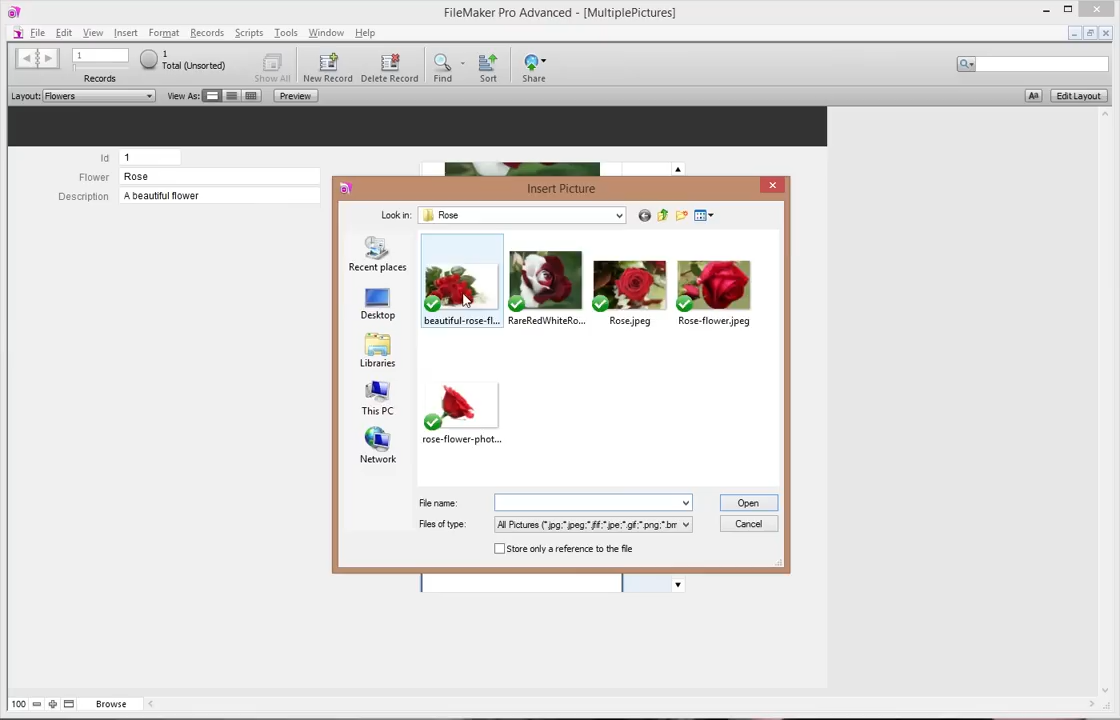 FileMaker Pro Advanced - [MultiplePictures]
File Edit View Insert Format Records Scripts Tools Window Help
1
1
Total (Unsorted)
Records
Show All
New Record
Delete Record
Find
Sort
Share
Layout: Flowers
View As:
Preview
Aa
Edit Layout
Id 1
Flower Rose
Description A beautiful flower
Insert Picture
Look in: Rose
Recent places
Desktop
Libraries
This PC
Network
beautiful-rose-fl...
RareRedWhiteRo...
Rose.jpeg
Rose-flower.jpeg
rose-flower-phot...
File name:
Open
Files of type: All Pictures (*.jpg;*.jpeg;*.jfif;*.jpe;*.gif;*.png;*.bm
Cancel
Store only a reference to the file
100
Browse